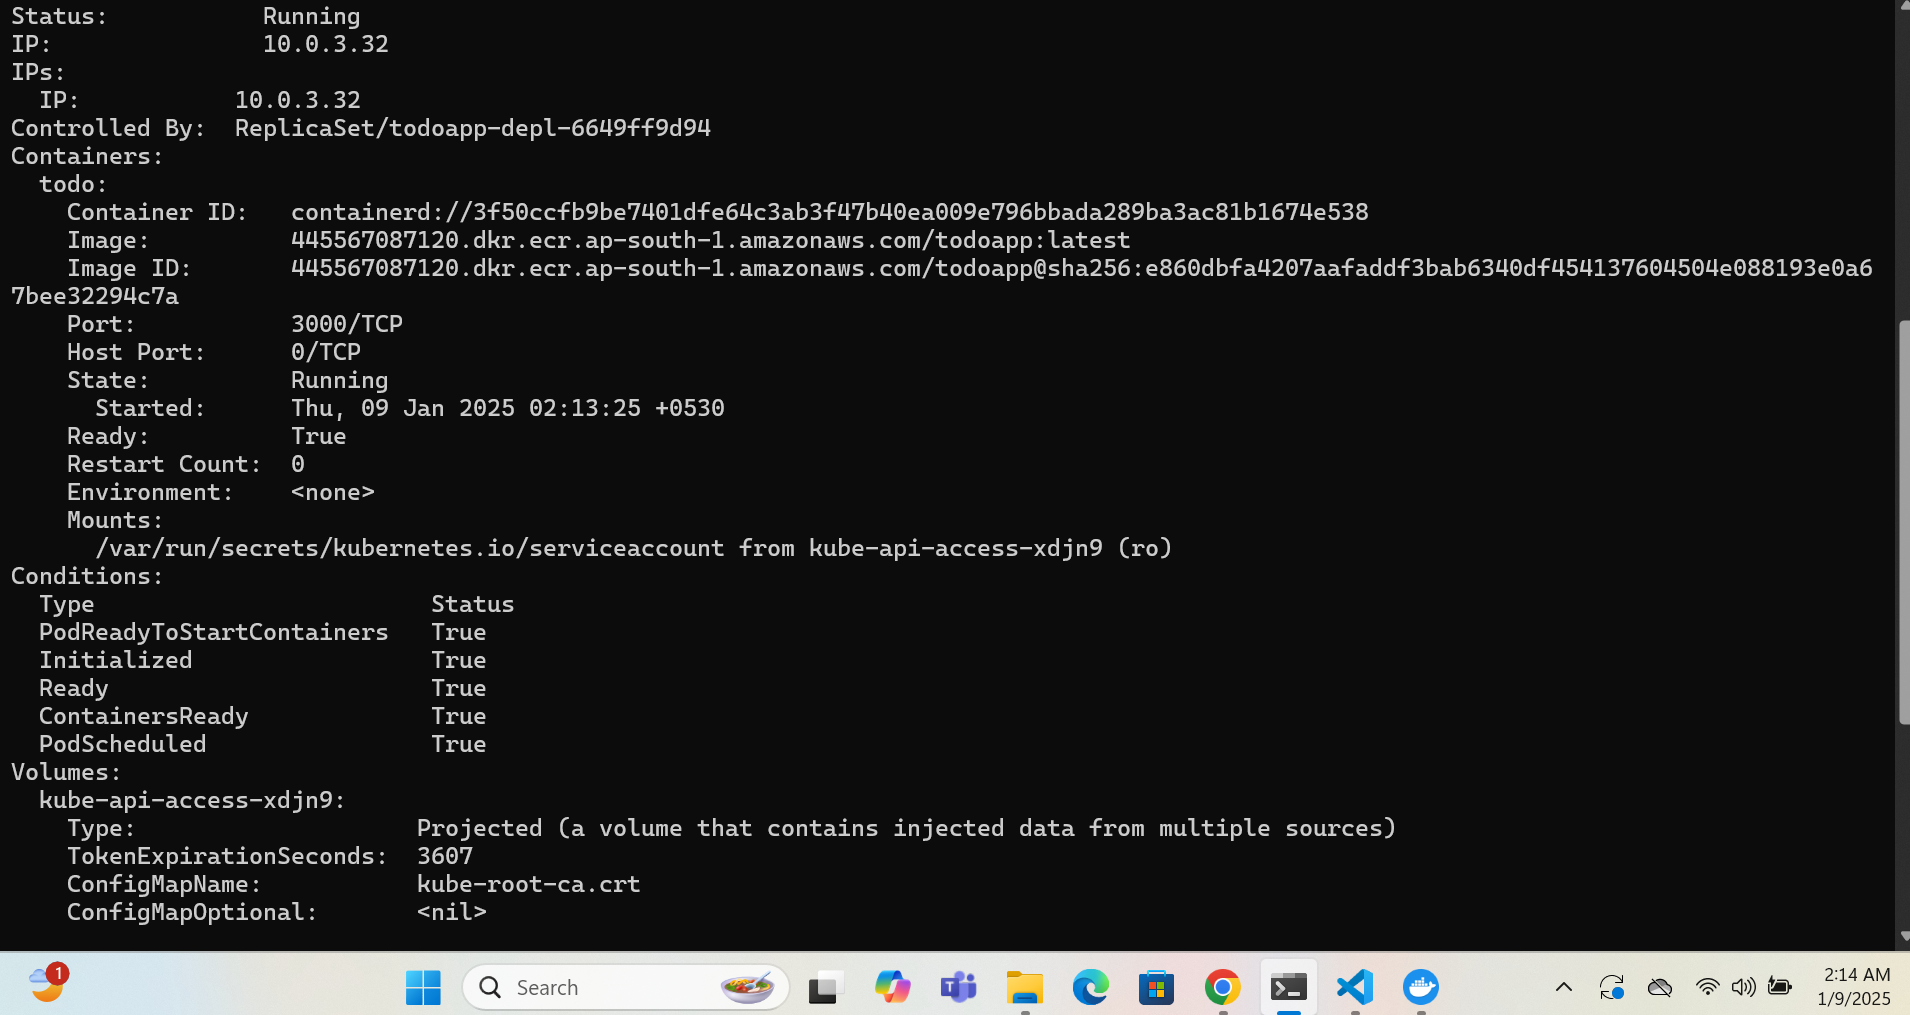 Status:           Running
IP:               10.0.3.32
IPs:
  IP:           10.0.3.32
Controlled By:  ReplicaSet/todoapp-depl-6649ff9d94
Containers:
  todo:
    Container ID:   containerd://3f50ccfb9be7401dfe64c3ab3f47b40ea009e796bbada289ba3ac81b1674e538
    Image:          445567087120.dkr.ecr.ap-south-1.amazonaws.com/todoapp:latest
    Image ID:       445567087120.dkr.ecr.ap-south-1.amazonaws.com/todoapp@sha256:e860dbfa4207aafaddf3bab6340df454137604504e088193e0a6
7bee32294c7a
    Port:           3000/TCP
    Host Port:      0/TCP
    State:          Running
      Started:      Thu, 09 Jan 2025 02:13:25 +0530
    Ready:          True
    Restart Count:  0
    Environment:    <none>
    Mounts:
      /var/run/secrets/kubernetes.io/serviceaccount from kube-api-access-xdjn9 (ro)
Conditions:
  Type                        Status
  PodReadyToStartContainers   True
  Initialized                 True
  Ready                       True
  ContainersReady             True
  PodScheduled                True
Volumes:
  kube-api-access-xdjn9:
    Type:                    Projected (a volume that contains injected data from multiple sources)
    TokenExpirationSeconds:  3607
    ConfigMapName:           kube-root-ca.crt
    ConfigMapOptional:       <nil>
1
Search
2:14 AM
1/9/2025